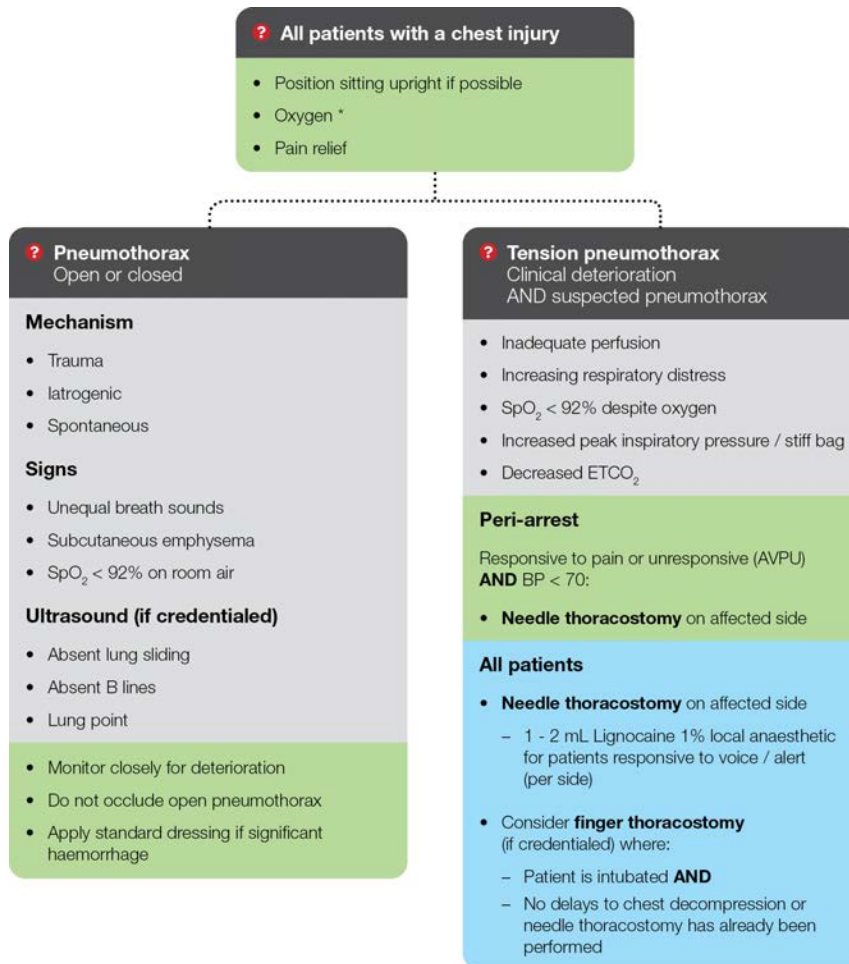 ? All patients with a chest injury
• Position sitting upright if possible
• Oxygen *
• Pain relief
? Pneumothorax
Open or closed
Mechanism
• Trauma
• Iatrogenic
• Spontaneous
Signs
• Unequal breath sounds
• Subcutaneous emphysema
• SpO₂ < 92% on room air
Ultrasound (if credentialed)
• Absent lung sliding
• Absent B lines
• Lung point
• Monitor closely for deterioration
• Do not occlude open pneumothorax
• Apply standard dressing if significant
haemorrhage
? Tension pneumothorax
Clinical deterioration
AND suspected pneumothorax
• Inadequate perfusion
• Increasing respiratory distress
• SpO₂ < 92% despite oxygen
• Increased peak inspiratory pressure / stiff bag
• Decreased ETCO₂
Peri-arrest
Responsive to pain or unresponsive (AVPU)
AND BP < 70:
• Needle thoracostomy on affected side
All patients
• Needle thoracostomy on affected side
– 1 - 2 mL Lignocaine 1% local anaesthetic
for patients responsive to voice / alert
(per side)
• Consider finger thoracostomy
(if credentialed) where:
– Patient is intubated AND
– No delays to chest decompression or
needle thoracostomy has already been
performed